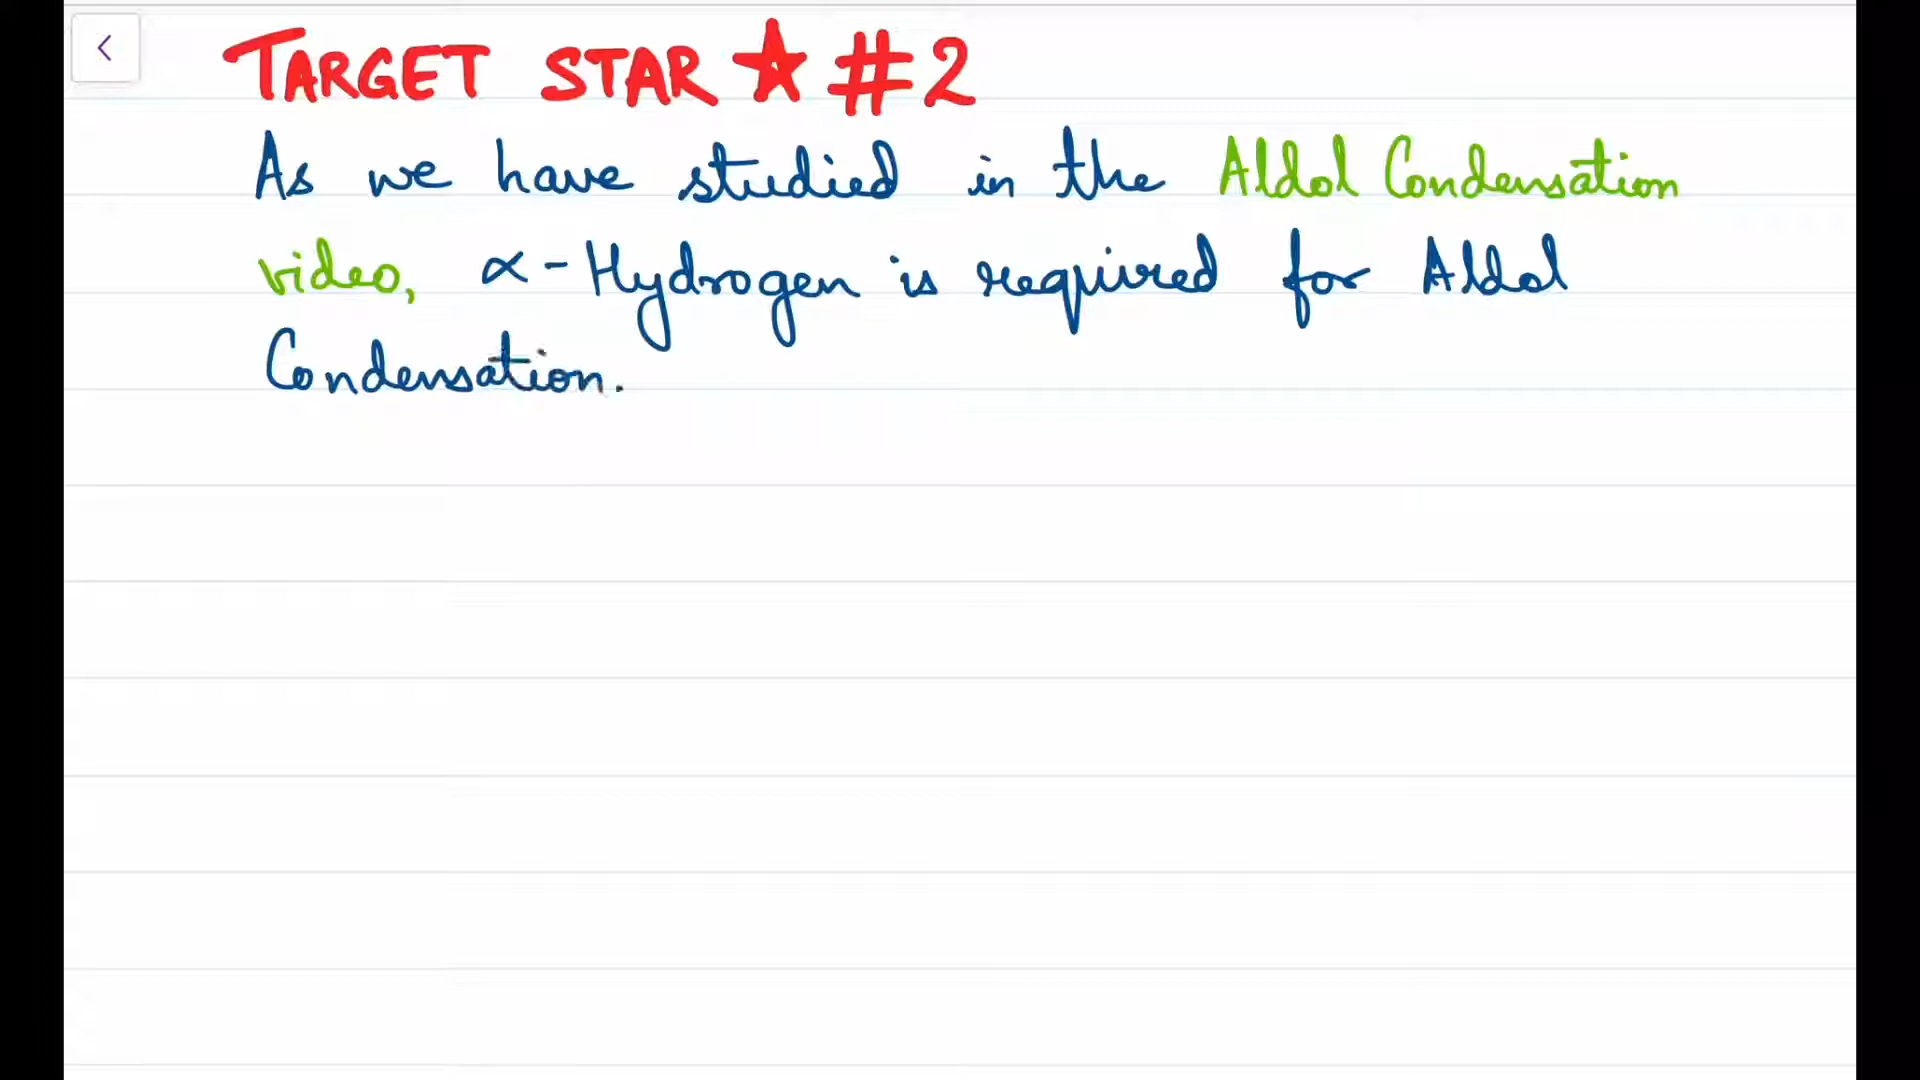 TARGET STAR ★ #2
As we have studied in the Aldol Condensation
video, α-Hydrogen is required for Aldol
Condensation.